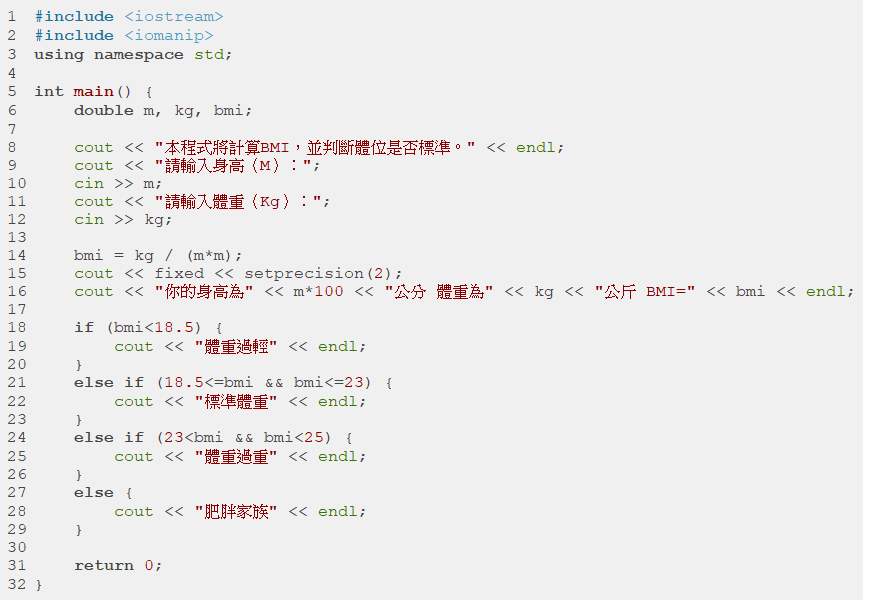 1 #include <iostream>
2 #include <iomanip>
3 using namespace std;
4
5 int main() {
6     double m, kg, bmi;
7
8     cout << "本程式將計算BMI，並判斷體位是否標準。" << endl;
9     cout << "請輸入身高（M）：";
10     cin >> m;
11     cout << "請輸入體重（Kg）：";
12     cin >> kg;
13
14     bmi = kg / (m*m);
15     cout << fixed << setprecision(2);
16     cout << "你的身高為" << m*100 << "公分 體重為" << kg << "公斤 BMI=" << bmi << endl;
17
18     if (bmi<18.5) {
19         cout << "體重過輕" << endl;
20     }
21     else if (18.5<=bmi && bmi<=23) {
22         cout << "標準體重" << endl;
23     }
24     else if (23<bmi && bmi<25) {
25         cout << "體重過重" << endl;
26     }
27     else {
28         cout << "肥胖家族" << endl;
29     }
30
31     return 0;
32 }